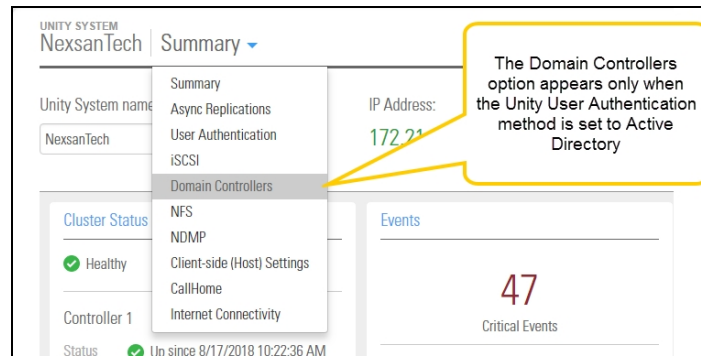 UNITY SYSTEM
NexsanTech Summary
The Domain Controllers
option appears only when
the Unity User Authentication
method is set to Active
Directory
Unity System name
IP Address:
NexsanTech
172.21
Summary
Async Replications
User Authentication
iSCSI
Domain Controllers
NFS
NDMP
Client-side (Host) Settings
CallHome
Internet Connectivity
Cluster Status
Healthy
Controller 1
Status Up since 8/17/2018 10:22:36 AM
Events
47
Critical Events